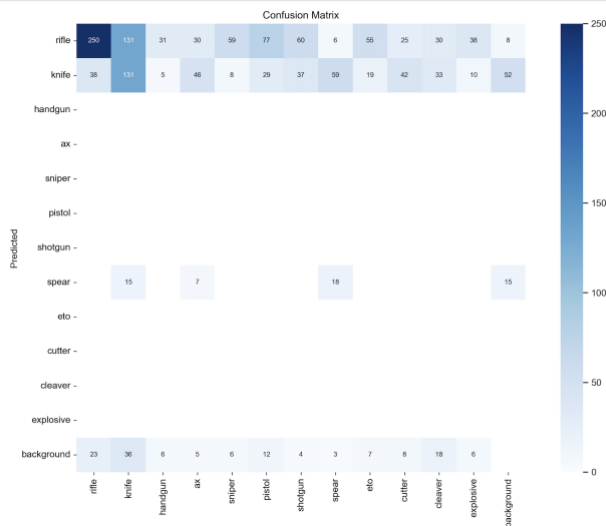 Confusion Matrix
rifle - 250 131 31 30 59 77 60 6 55 25 30 38 8
knife - 38 131 5 46 8 29 37 59 19 42 33 10 52
handgun -
ax -
sniper -
pistol -
shotgun -
spear - 15 7 18 15
eto -
cutter -
cleaver -
explosive -
background - 23 36 6 5 6 12 4 3 7 8 18 6
Predicted
rifle knife handgun ax sniper pistol shotgun spear eto cutter cleaver explosive background
- 250
- 200
- 150
- 100
- 50
- 0